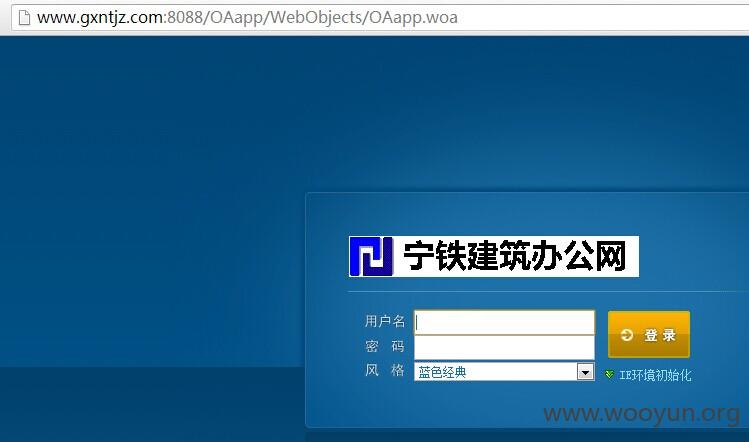 www.gxntjz.com:8088/OAapp/WebObjects/OAapp.woa
宁铁建筑办公网
用户名
登 录
密 码
风 格 蓝色经典
IE环境初始化
www.wooyun.org